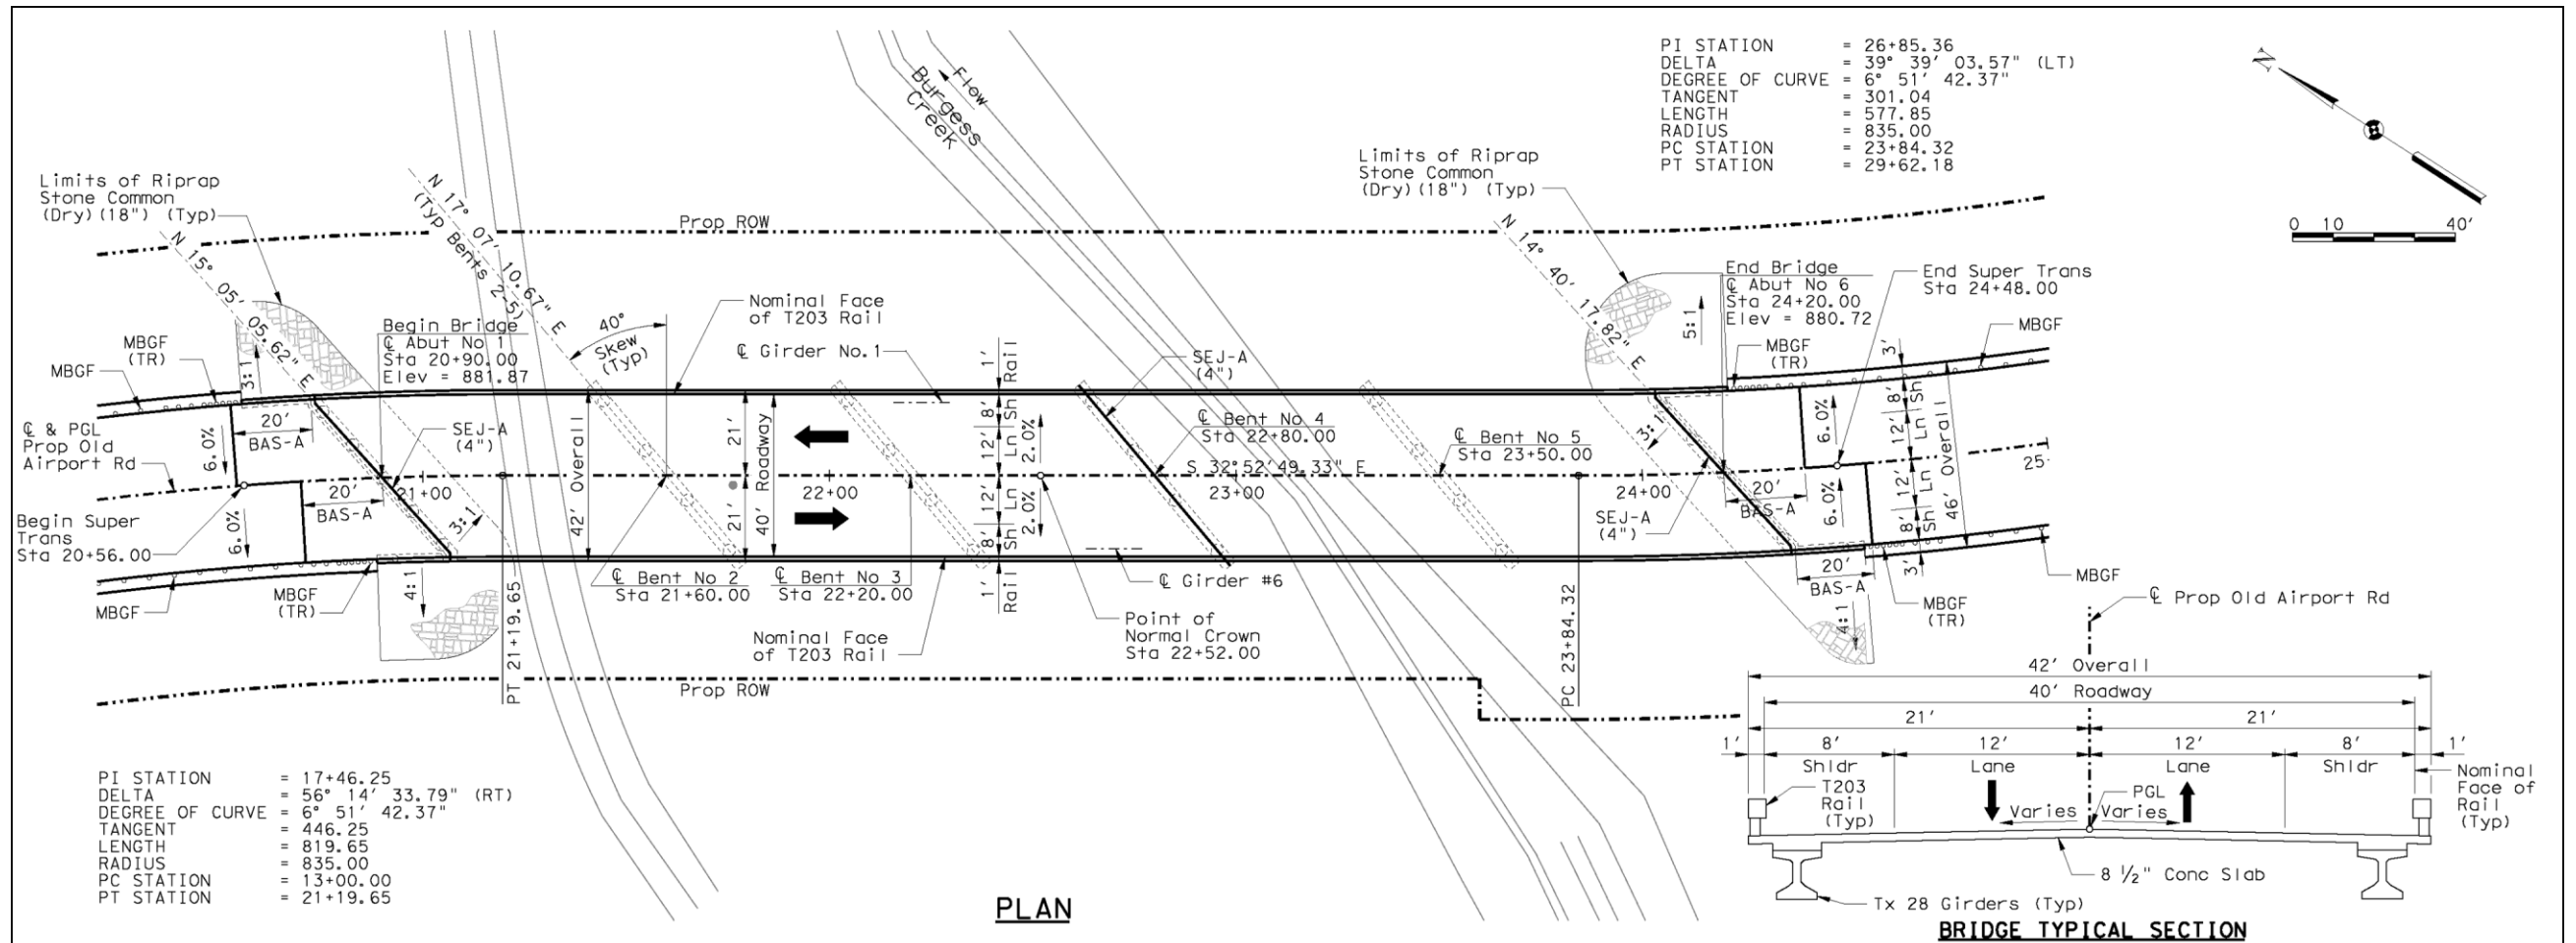 PI STATION = 26+85.36
DELTA = 39° 39' 03.57" (LT)
DEGREE OF CURVE = 6° 51' 42.37"
TANGENT = 301.04
LENGTH = 577.85
RADIUS = 835.00
PC STATION = 23+84.32
PT STATION = 29+62.18
N
0 10 40'
Flow
Burgess
Creek
Limits of Riprap
Stone Common
(Dry)(18") (Typ)
Limits of Riprap
Stone Common
(Dry)(18") (Typ)
N 15° 05' 05.62" E
N 17° 07' 10.67" E
(Typ Bents 2-5)
N 14° 40' 17.82" E
Prop ROW
40°
Skew
(Typ)
Nominal Face
of T203 Rail
℄ Girder No.1
SEJ-A
(4")
Begin Bridge
℄ Abut No 1
Sta 20+90.00
Elev = 881.87
End Bridge
℄ Abut No 6
Sta 24+20.00
Elev = 880.72
End Super Trans
Sta 24+48.00
MBGF
(TR)
MBGF
3:1
5:1
MBGF
(TR)
MBGF
3'
20'
BAS-A
6.0%
SEJ-A
(4")
℄ & PGL
Prop Old
Airport Rd
20'
BAS-A
6.0%
Begin Super
Trans
Sta 20+56.00
21+00
3:1
42' Overall
21'
21'
40' Roadway
22+00
1'
Rail
8'
Sh
12'
Ln
2.0%
12'
Ln
2.0%
8'
Sh
1'
Rail
℄ Bent No 4
Sta 22+80.00
S 32°52'49.33" E
23+00
℄ Bent No 5
Sta 23+50.00
24+00
3:1
SEJ-A
(4")
20'
BAS-A
6.0%
6.0%
8'
Sh
12'
Ln
12'
Ln
8'
Sh
46' Overall
25
3'
20'
BAS-A
MBGF
MBGF
(TR)
4:1
MBGF
MBGF
(TR)
4:1
PT 21+19.65
℄ Bent No 2
Sta 21+60.00
℄ Bent No 3
Sta 22+20.00
℄ Girder #6
Point of
Normal Crown
Sta 22+52.00
Nominal Face
of T203 Rail
PC 23+84.32
Prop ROW
PI STATION = 17+46.25
DELTA = 56° 14' 33.79" (RT)
DEGREE OF CURVE = 6° 51' 42.37"
TANGENT = 446.25
LENGTH = 819.65
RADIUS = 835.00
PC STATION = 13+00.00
PT STATION = 21+19.65
PLAN
℄ Prop Old Airport Rd
42' Overall
40' Roadway
21' 21'
1' 8' 12' 12' 8' 1'
Shldr Lane Lane Shldr
T203
Rail
(Typ)
PGL
Varies Varies
Nominal
Face of
Rail
(Typ)
8 ½" Conc Slab
Tx 28 Girders (Typ)
BRIDGE TYPICAL SECTION